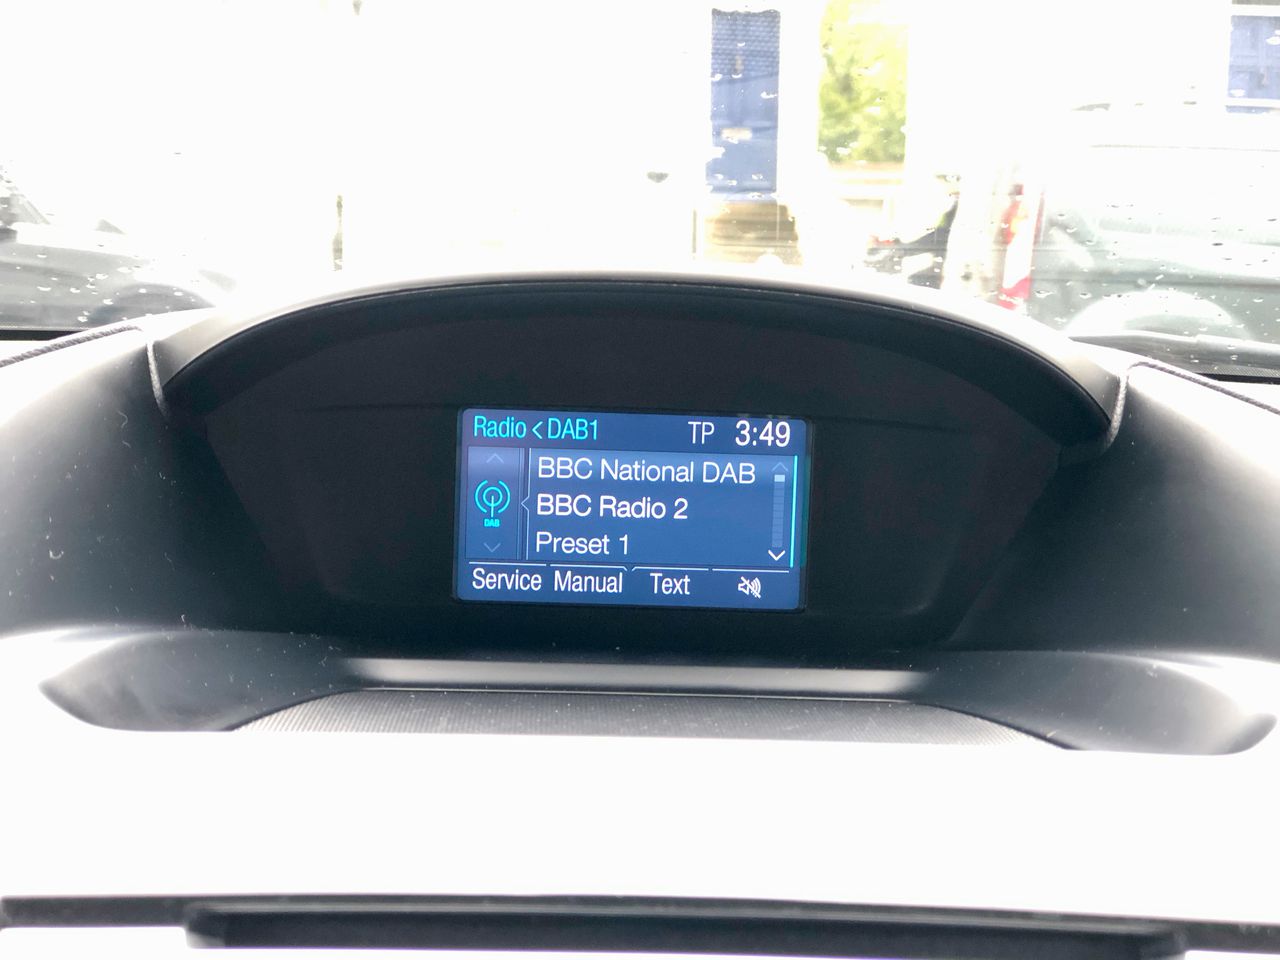 Radio < DAB1 TP 3:49
BBC National DAB
BBC Radio 2
DAB
Preset 1
Service Manual Text